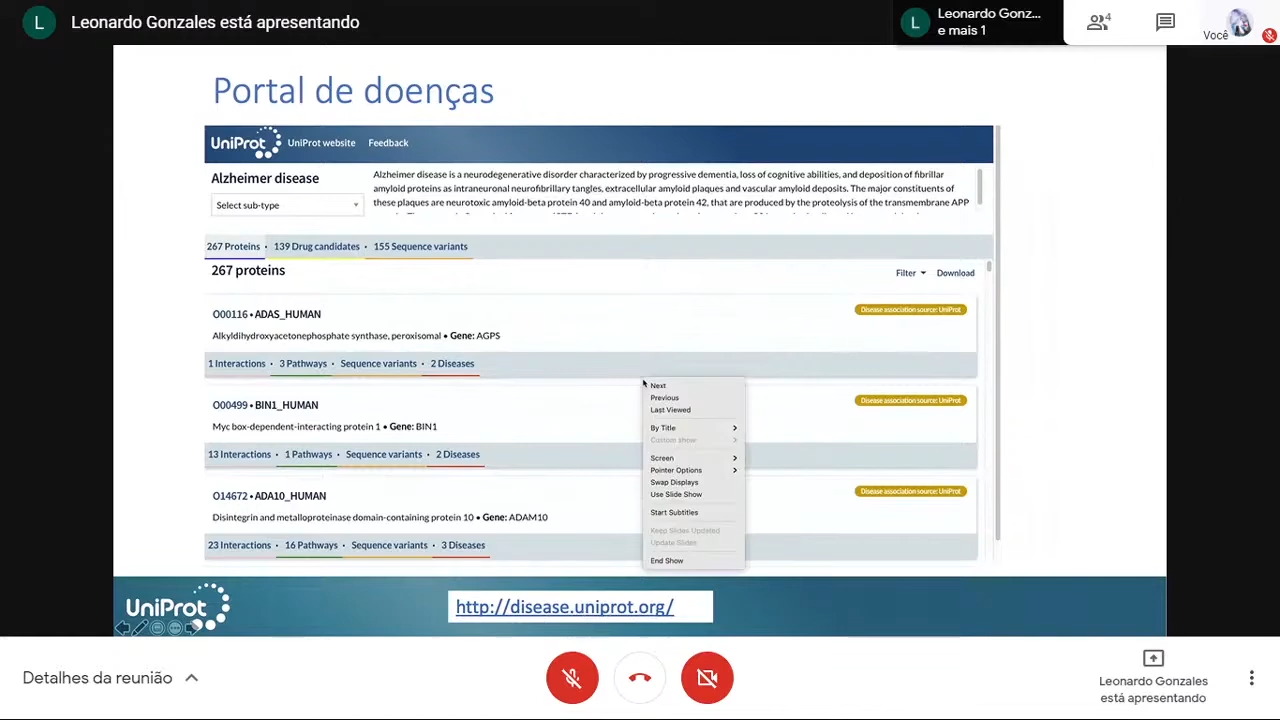 L Leonardo Gonzales está apresentando
L Leonardo Gonz...
e mais 1
4
Você
Portal de doenças
UniProt UniProt website Feedback
Alzheimer disease
Select sub-type
Alzheimer disease is a neurodegenerative disorder characterized by progressive dementia, loss of cognitive abilities, and deposition of fibrillar
amyloid proteins as intraneuronal neurofibrillary tangles, extracellular amyloid plaques and vascular amyloid deposits. The major constituents of
these plaques are neurotoxic amyloid-beta protein 40 and amyloid-beta protein 42, that are produced by the proteolysis of the transmembrane APP
267 Proteins · 139 Drug candidates · 155 Sequence variants
267 proteins
Filter Download
O00116 • ADAS_HUMAN
Disease association source: UniProt
Alkyldihydroxyacetonephosphate synthase, peroxisomal • Gene: AGPS
1 Interactions · 3 Pathways · Sequence variants · 2 Diseases
O00499 • BIN1_HUMAN
Disease association source: UniProt
Myc box-dependent-interacting protein 1 • Gene: BIN1
13 Interactions · 1 Pathways · Sequence variants · 2 Diseases
O14672 • ADA10_HUMAN
Disease association source: UniProt
Disintegrin and metalloproteinase domain-containing protein 10 • Gene: ADAM10
23 Interactions · 16 Pathways · Sequence variants · 3 Diseases
Next
Previous
Last Viewed
By Title
Custom show
Screen
Pointer Options
Swap Displays
Use Slide Show
Start Subtitles
Keep Slides Updated
Update Slides
End Show
UniProt
http://disease.uniprot.org/
Detalhes da reunião
Leonardo Gonzales
está apresentando